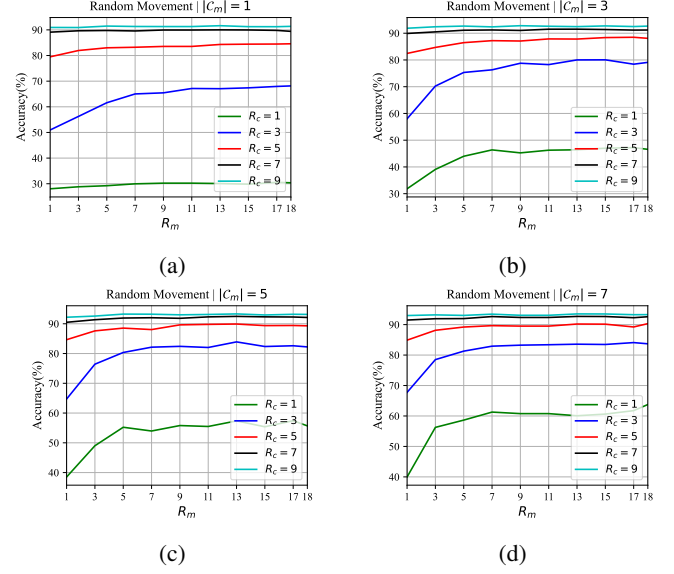 Random Movement | |𝒞ₘ| = 1
Accuracy(%)
90
80
70
60
50
40
30
R_c = 1
R_c = 3
R_c = 5
R_c = 7
R_c = 9
1 3 5 7 9 11 13 15 17 18
R_m
(a)
Random Movement | |𝒞ₘ| = 3
Accuracy(%)
90
80
70
60
50
40
30
R_c = 1
R_c = 3
R_c = 5
R_c = 7
R_c = 9
1 3 5 7 9 11 13 15 17 18
R_m
(b)
Random Movement | |𝒞ₘ| = 5
Accuracy(%)
90
80
70
60
50
40
R_c = 1
R_c = 3
R_c = 5
R_c = 7
R_c = 9
1 3 5 7 9 11 13 15 17 18
R_m
(c)
Random Movement | |𝒞ₘ| = 7
Accuracy(%)
90
80
70
60
50
40
R_c = 1
R_c = 3
R_c = 5
R_c = 7
R_c = 9
1 3 5 7 9 11 13 15 17 18
R_m
(d)